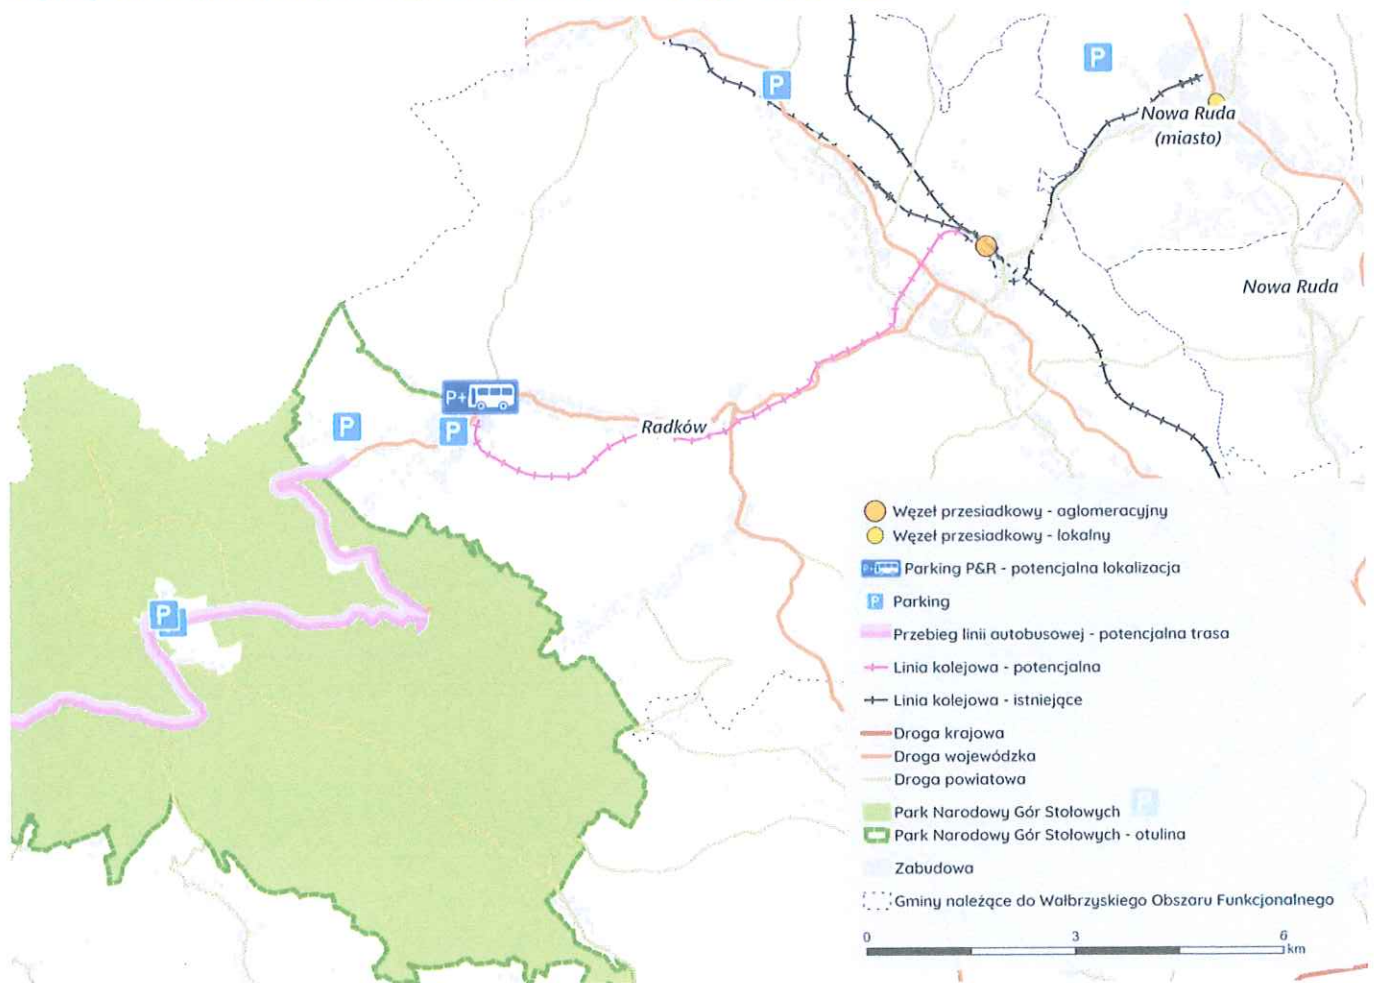 P
P
Nowa Ruda
(miasto)
Nowa Ruda
P+
P
P
Radków
P
Węzeł przesiadkowy - aglomeracyjny
Węzeł przesiadkowy - lokalny
P+ Parking P&R - potencjalna lokalizacja
P Parking
Przebieg linii autobusowej - potencjalna trasa
Linia kolejowa - potencjalna
Linia kolejowa - istniejące
Droga krajowa
Droga wojewódzka
Droga powiatowa
P
Park Narodowy Gór Stołowych
Park Narodowy Gór Stołowych - otulina
Zabudowa
Gminy należące do Wałbrzyskiego Obszaru Funkcjonalnego
0 3 6
km